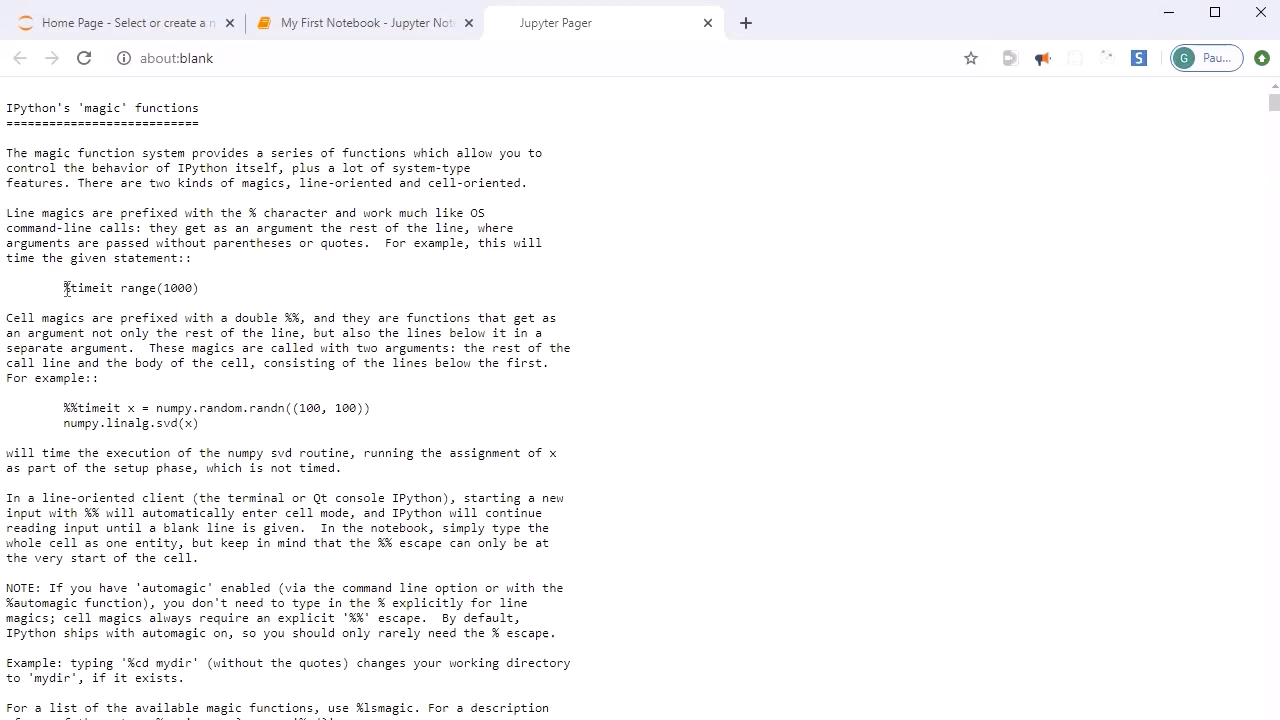 Home Page - Select or create a n
My First Notebook - Jupyter Note
Jupyter Pager
about:blank
S
G
Pau...
IPython's 'magic' functions
===========================
The magic function system provides a series of functions which allow you to
control the behavior of IPython itself, plus a lot of system-type
features. There are two kinds of magics, line-oriented and cell-oriented.
Line magics are prefixed with the % character and work much like OS
command-line calls: they get as an argument the rest of the line, where
arguments are passed without parentheses or quotes.  For example, this will
time the given statement::
%timeit range(1000)
Cell magics are prefixed with a double %%, and they are functions that get as
an argument not only the rest of the line, but also the lines below it in a
separate argument.  These magics are called with two arguments: the rest of the
call line and the body of the cell, consisting of the lines below the first.
For example::
%%timeit x = numpy.random.randn((100, 100))
numpy.linalg.svd(x)
will time the execution of the numpy svd routine, running the assignment of x
as part of the setup phase, which is not timed.
In a line-oriented client (the terminal or Qt console IPython), starting a new
input with %% will automatically enter cell mode, and IPython will continue
reading input until a blank line is given.  In the notebook, simply type the
whole cell as one entity, but keep in mind that the %% escape can only be at
the very start of the cell.
NOTE: If you have 'automagic' enabled (via the command line option or with the
%automagic function), you don't need to type in the % explicitly for line
magics; cell magics always require an explicit '%%' escape.  By default,
IPython ships with automagic on, so you should only rarely need the % escape.
Example: typing '%cd mydir' (without the quotes) changes your working directory
to 'mydir', if it exists.
For a list of the available magic functions, use %lsmagic. For a description